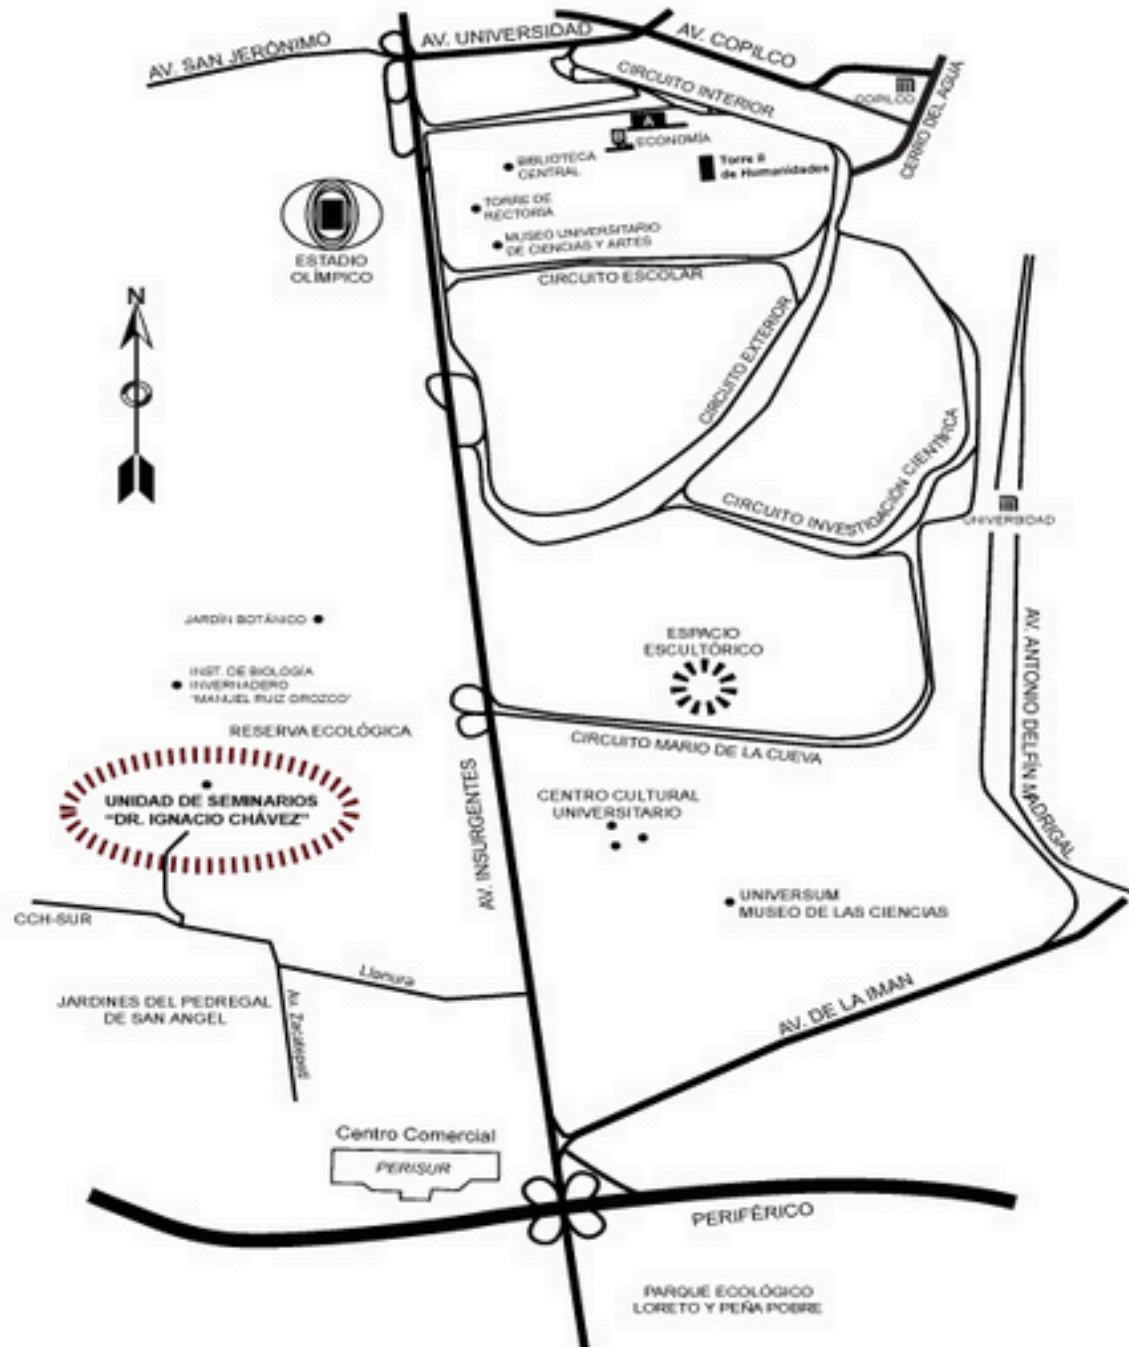 AV. SAN JERÓNIMO
AV. UNIVERSIDAD
AV. COPILCO
CIRCUITO INTERIOR
COPILCO
CERRO DEL AGUA
A
B
ECONOMÍA
BIBLIOTECA
CENTRAL
Torre II
de Humanidades
TORRE DE
RECTORÍA
MUSEO UNIVERSITARIO
DE CIENCIAS Y ARTES
ESTADIO
OLÍMPICO
CIRCUITO ESCOLAR
N
CIRCUITO EXTERIOR
CIRCUITO INVESTIGACIÓN CIENTÍFICA
UNIVERSIDAD
JARDÍN BOTÁNICO
ESPACIO
ESCULTÓRICO
INST. DE BIOLOGÍA
INVERNADERO
"MANUEL RUIZ OROZCO"
RESERVA ECOLÓGICA
CIRCUITO MARIO DE LA CUEVA
AV. ANTONIO DELFÍN MADRIGAL
UNIDAD DE SEMINARIOS
"DR. IGNACIO CHÁVEZ"
AV. INSURGENTES
CENTRO CULTURAL
UNIVERSITARIO
UNIVERSUM
MUSEO DE LAS CIENCIAS
CCH-SUR
Llanura
JARDINES DEL PEDREGAL
DE SAN ANGEL
Av. Zacatepetl
AV. DE LA IMAN
Centro Comercial
PERISUR
PERIFÉRICO
PARQUE ECOLÓGICO
LORETO Y PEÑA POBRE